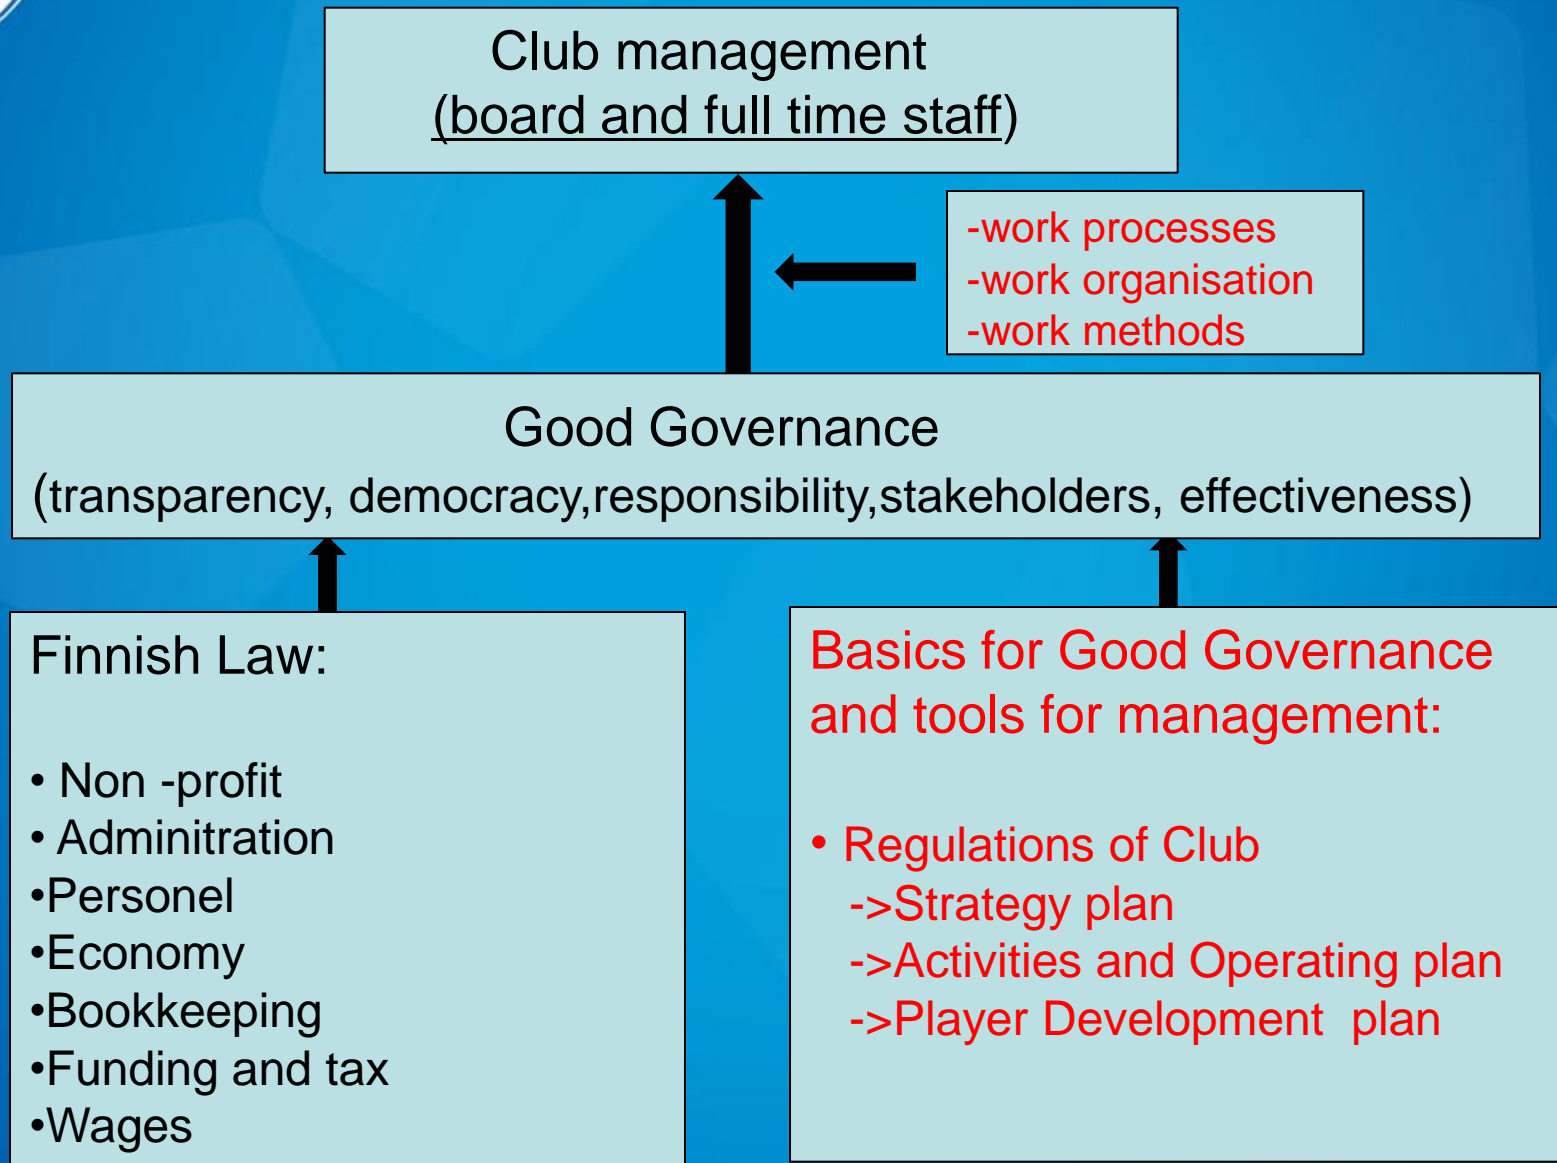 Club management
(board and full time staff)
-work processes
-work organisation
-work methods
Good Governance
(transparency, democracy,responsibility,stakeholders, effectiveness)
Finnish Law:
• Non -profit
• Adminitration
•Personel
•Economy
•Bookkeeping
•Funding and tax
•Wages
Basics for Good Governance
and tools for management:
• Regulations of Club
->Strategy plan
->Activities and Operating plan
->Player Development  plan